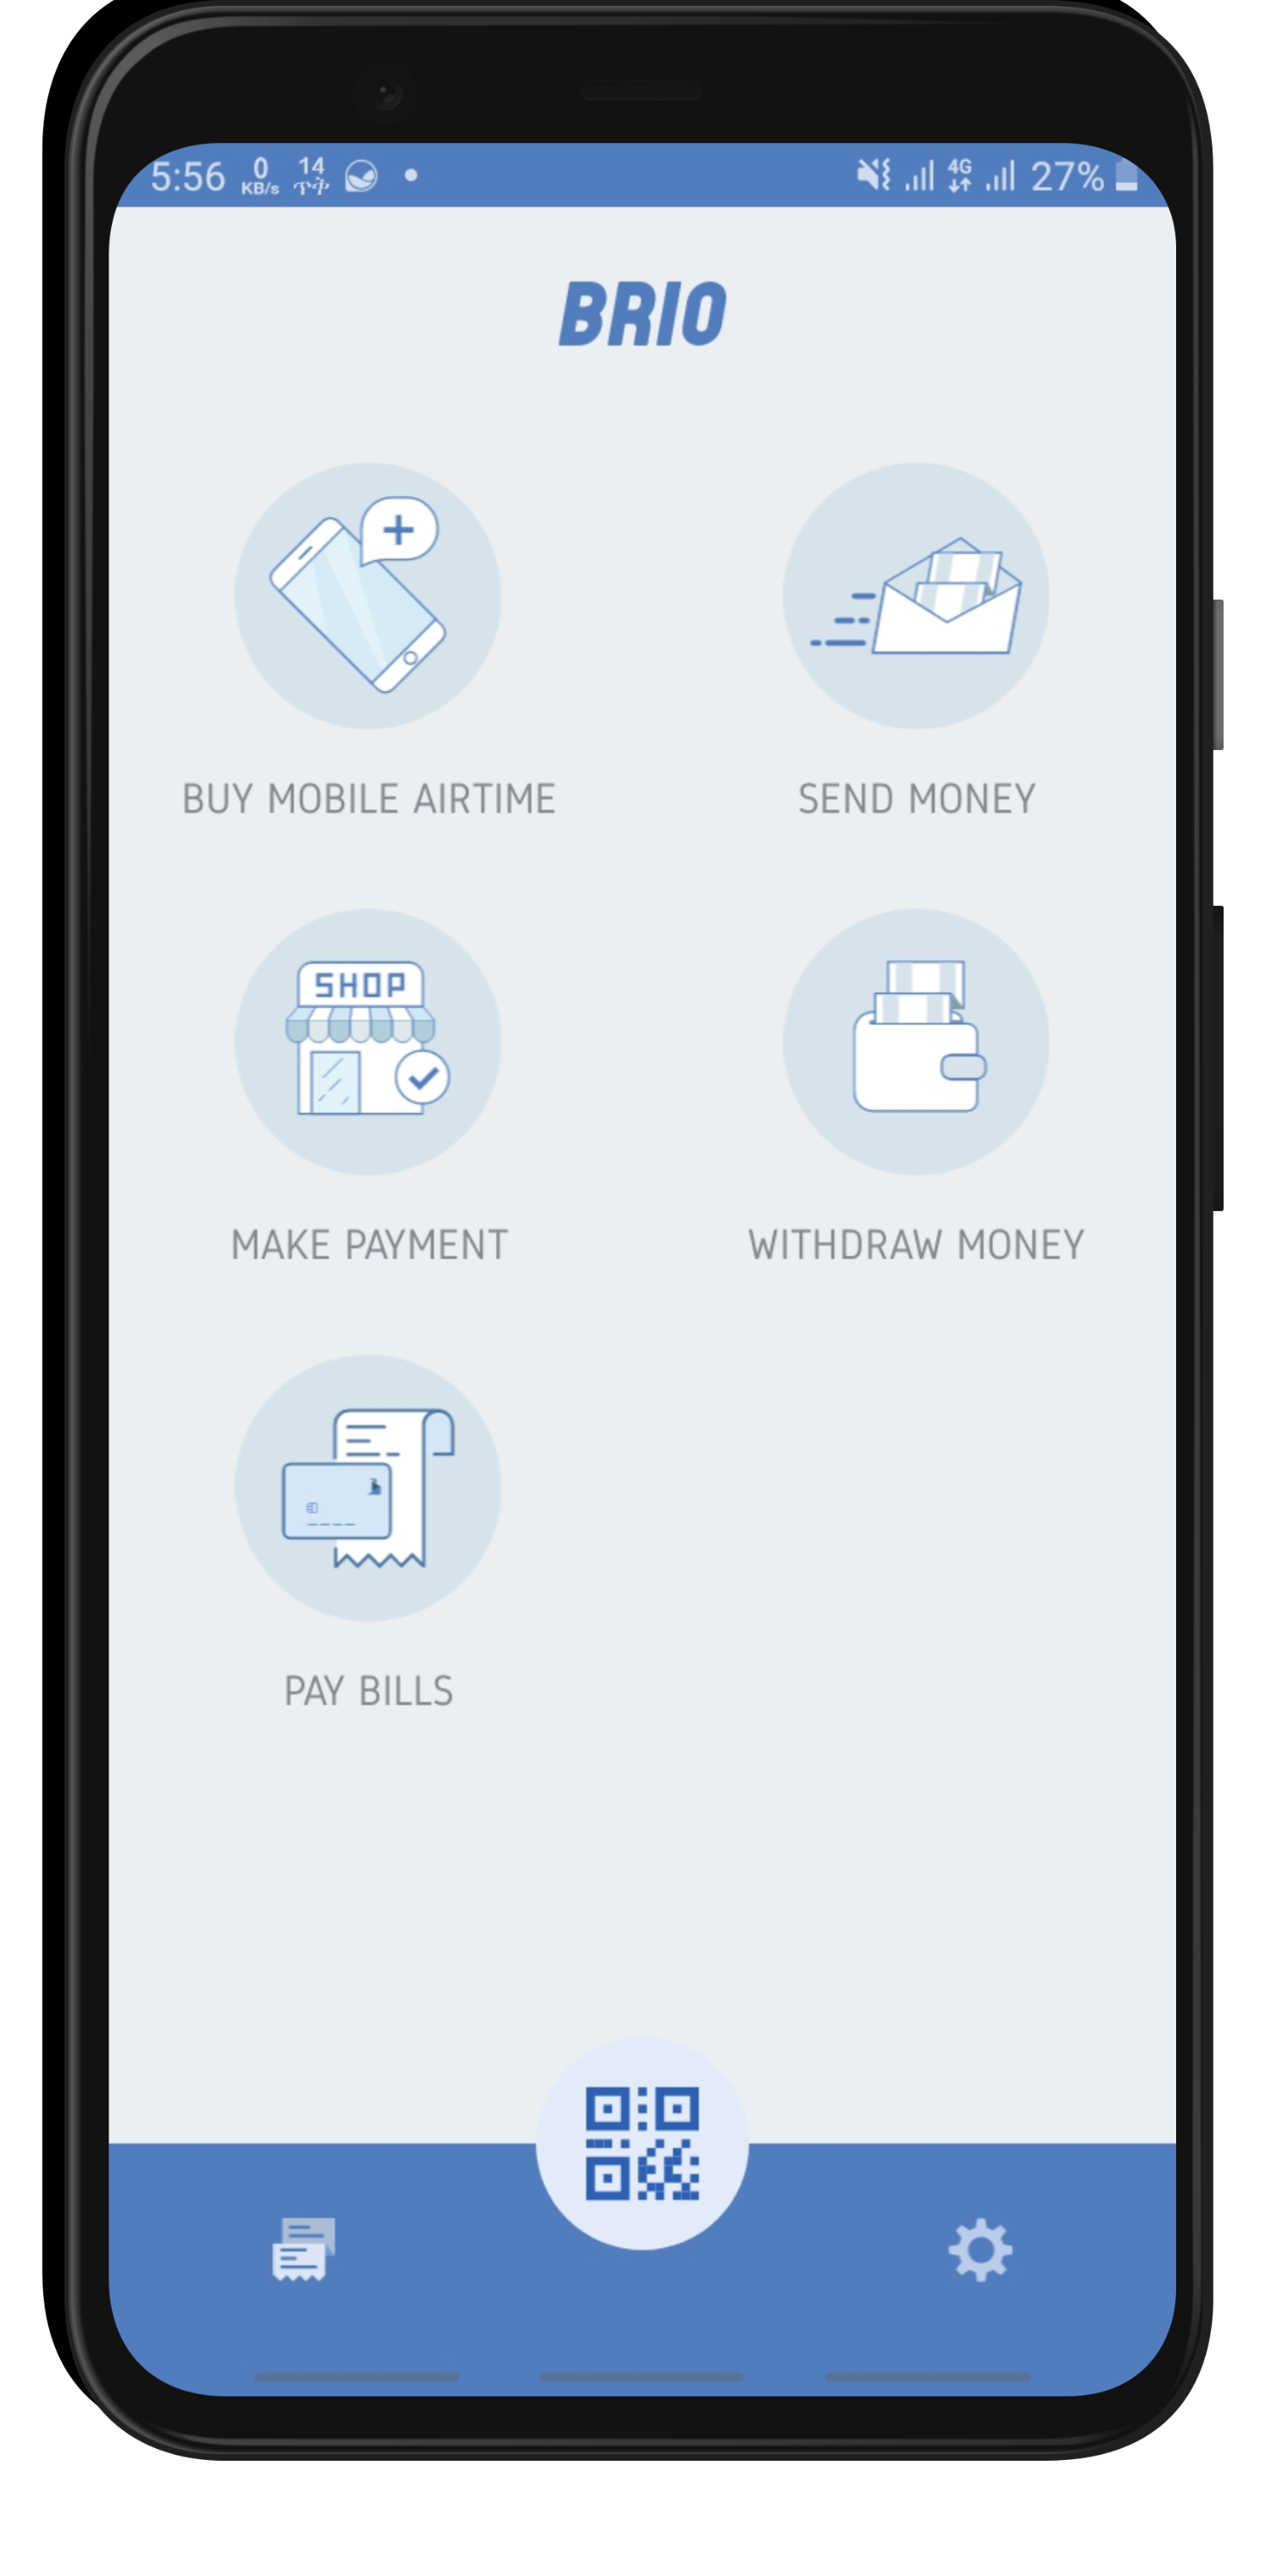 5:56 0 KB/s 14 ጥቅ 4G 27%
BRIO
BUY MOBILE AIRTIME
SEND MONEY
SHOP
MAKE PAYMENT
WITHDRAW MONEY
PAY BILLS